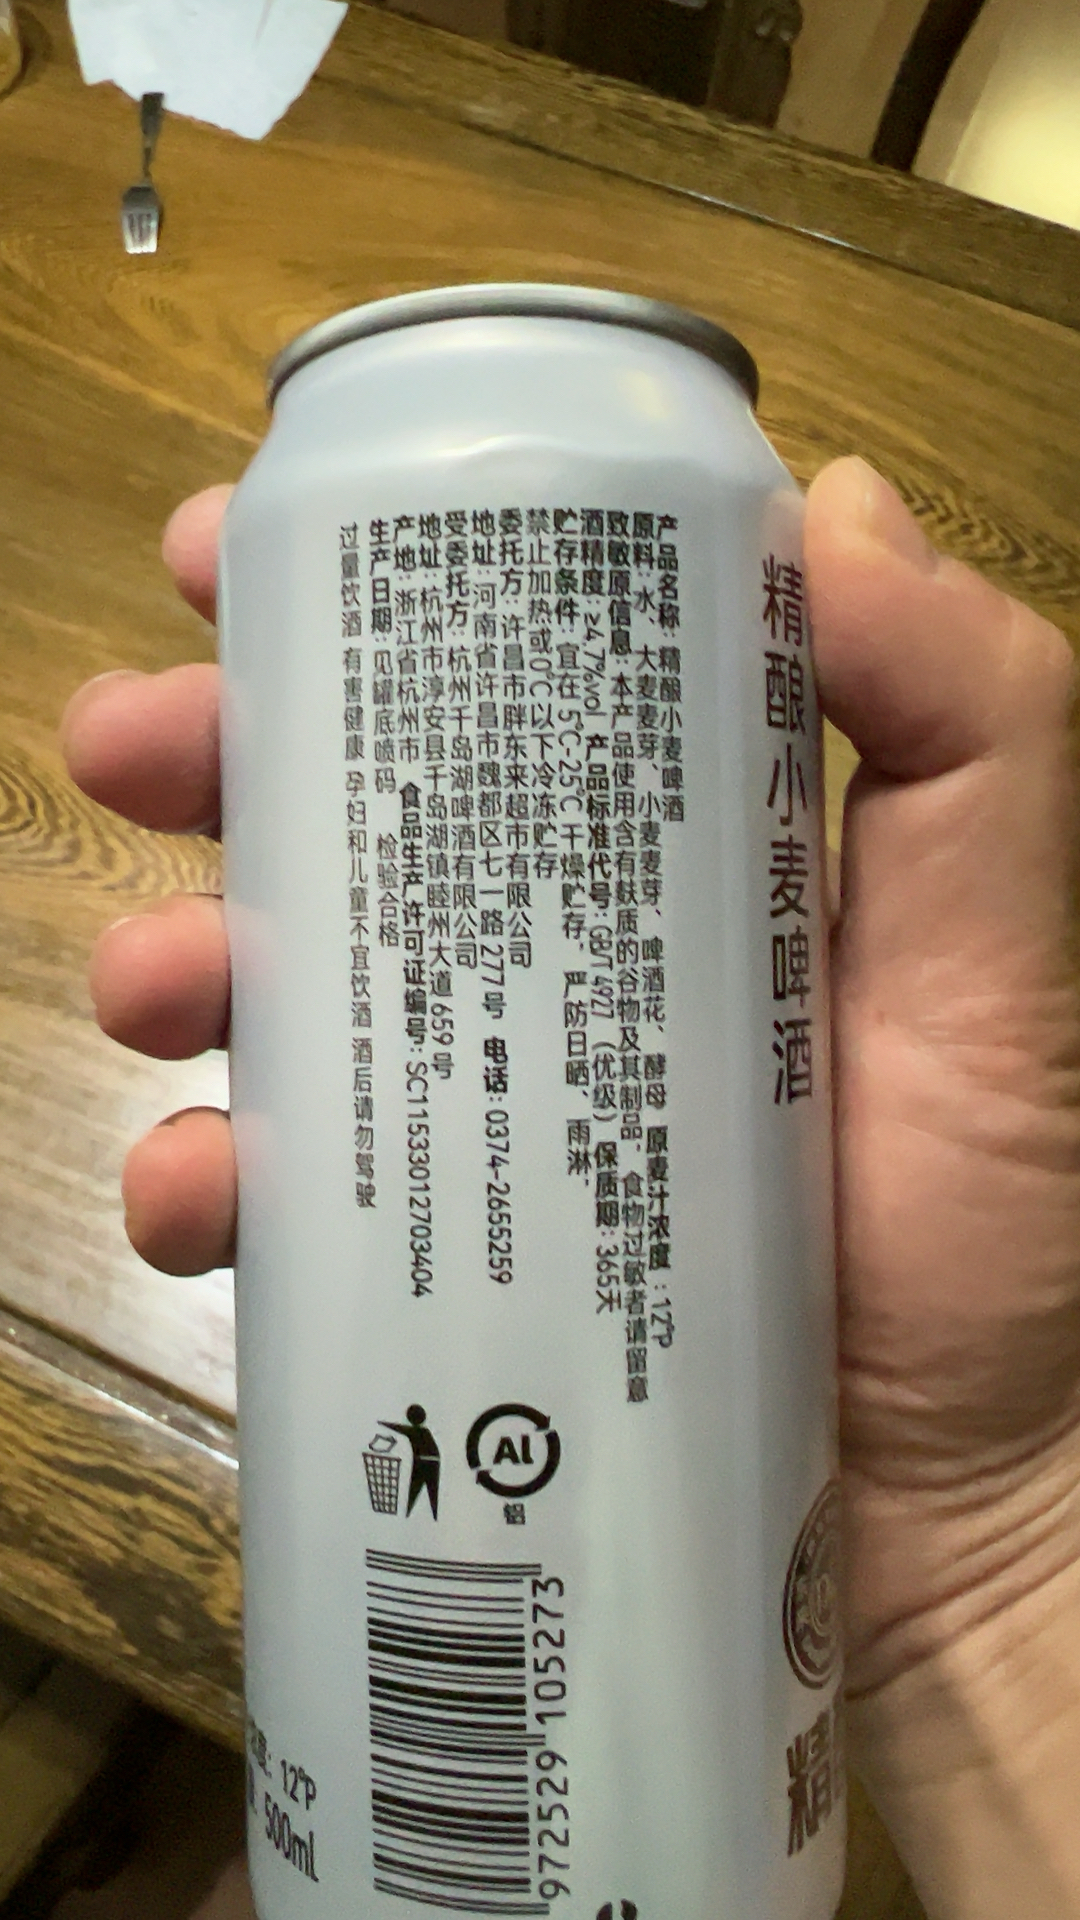 精酿小麦啤酒
产品名称：精酿小麦啤酒
原料：水、大麦麦芽、小麦麦芽、啤酒花、酵母 原麦汁浓度：12°P
致敏原信息：本产品使用含有麸质的谷物及其制品，食物过敏者请留意
酒精度：≥4.7%vol 产品标准代号：GB/T 4927（优级）保质期：365天
贮存条件：宜在5°C-25°C干燥贮存，严防日晒、雨淋，
禁止加热或0°C以下冷冻贮存
委托方：许昌市胖东来超市有限公司
地址：河南省许昌市魏都区七一路277号 电话：0374-2655259
受委托方：杭州千岛湖啤酒有限公司
地址：杭州市淳安县千岛湖镇睦州大道659号
产地：浙江省杭州市 食品生产许可证编号：SC11533012703404
生产日期：见罐底喷码 检验合格
过量饮酒 有害健康 孕妇和儿童不宜饮酒 酒后请勿驾驶
Al
铝
972529 105273
精
12°P
500ml